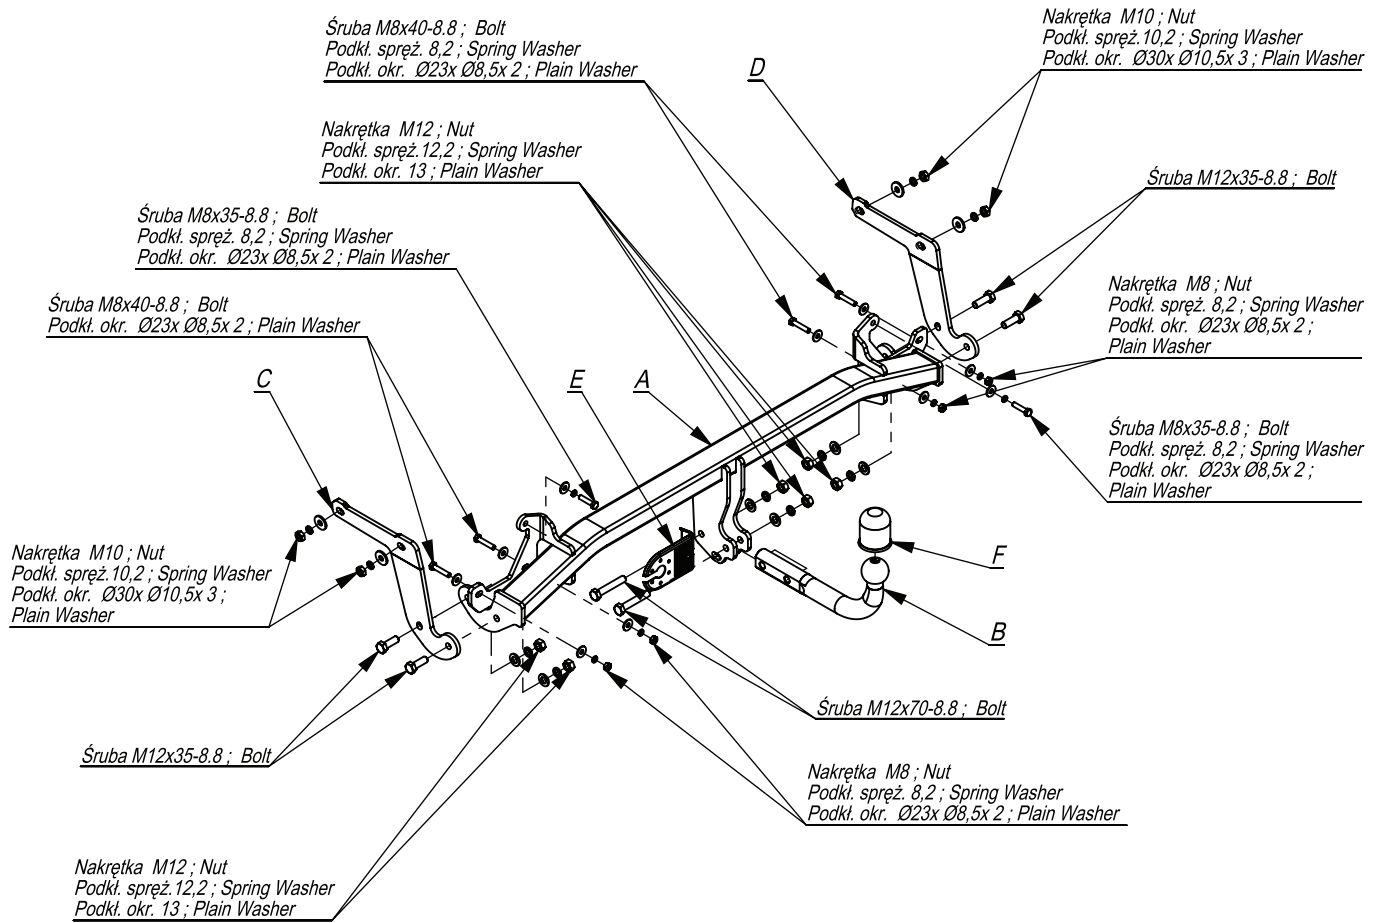 Śruba M8x40-8.8 ; Bolt
Podkł. spręż. 8,2 ; Spring Washer
Podkł. okr. Ø23x Ø8,5x 2 ; Plain Washer
Nakrętka M10 ; Nut
Podkł. spręż.10,2 ; Spring Washer
Podkł. okr. Ø30x Ø10,5x 3 ; Plain Washer
D
Nakrętka M12 ; Nut
Podkł. spręż.12,2 ; Spring Washer
Podkł. okr. 13 ; Plain Washer
Śruba M12x35-8.8 ; Bolt
Śruba M8x35-8.8 ; Bolt
Podkł. spręż. 8,2 ; Spring Washer
Podkł. okr. Ø23x Ø8,5x 2 ; Plain Washer
Nakrętka M8 ; Nut
Podkł. spręż. 8,2 ; Spring Washer
Podkł. okr. Ø23x Ø8,5x 2 ;
Plain Washer
Śruba M8x40-8.8 ; Bolt
Podkł. okr. Ø23x Ø8,5x 2 ; Plain Washer
C
E
A
Śruba M8x35-8.8 ; Bolt
Podkł. spręż. 8,2 ; Spring Washer
Podkł. okr. Ø23x Ø8,5x 2 ;
Plain Washer
Nakrętka M10 ; Nut
Podkł. spręż.10,2 ; Spring Washer
Podkł. okr. Ø30x Ø10,5x 3 ;
Plain Washer
F
B
Śruba M12x70-8.8 ; Bolt
Śruba M12x35-8.8 ; Bolt
Nakrętka M8 ; Nut
Podkł. spręż. 8,2 ; Spring Washer
Podkł. okr. Ø23x Ø8,5x 2 ; Plain Washer
Nakrętka M12 ; Nut
Podkł. spręż.12,2 ; Spring Washer
Podkł. okr. 13 ; Plain Washer